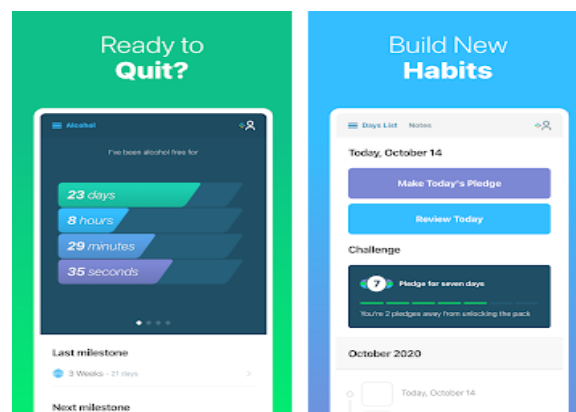 Ready to
Quit?
Alcohol
I've been alcohol free for
23 days
8 hours
29 minutes
35 seconds
Last milestone
3 Weeks - 21 days
Next milestone
Build New
Habits
Days List Notes
Today, October 14
Make Today's Pledge
Review Today
Challenge
7 Pledge for seven days
You're 2 pledges away from unlocking the pack
October 2020
Today, October 14